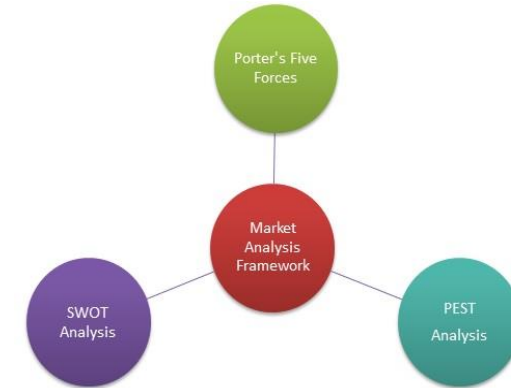 Porter's Five
Forces
Market
Analysis
Framework
SWOT
Analysis
PEST
Analysis